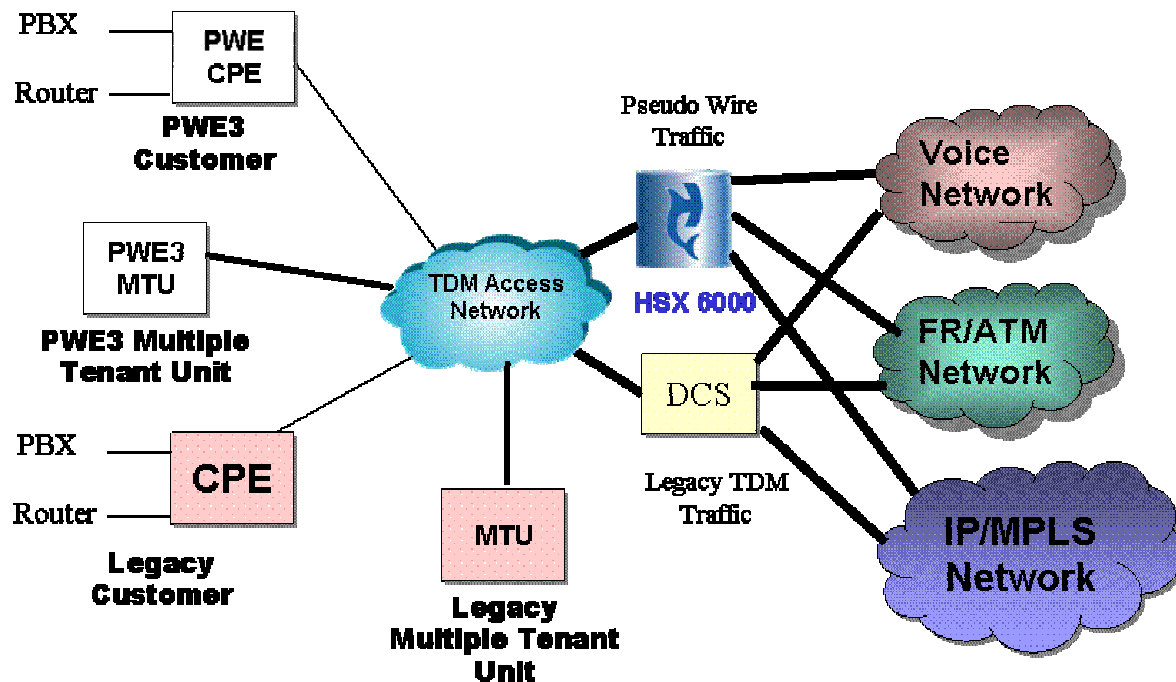 PBX
Router
PWE
CPE
PWE3
Customer
PWE3
MTU
PWE3 Multiple
Tenant Unit
PBX
Router
CPE
Legacy
Customer
MTU
Legacy
Multiple Tenant
Unit
TDM Access
Network
Pseudo Wire
Traffic
HSX 6000
DCS
Legacy TDM
Traffic
Voice
Network
FR/ATM
Network
IP/MPLS
Network